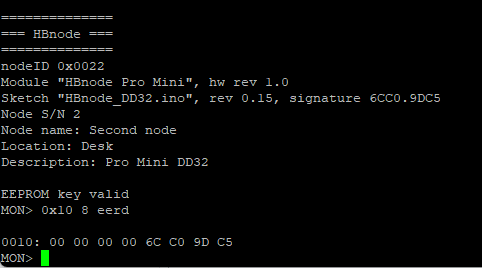 ==============
=== HBnode ===
==============
nodeID 0x0022
Module "HBnode Pro Mini", hw rev 1.0
Sketch "HBnode_DD32.ino", rev 0.15, signature 6CC0.9DC5
Node S/N 2
Node name: Second node
Location: Desk
Description: Pro Mini DD32
EEPROM key valid
MON> 0x10 8 eerd
0010: 00 00 00 00 6C C0 9D C5
MON>